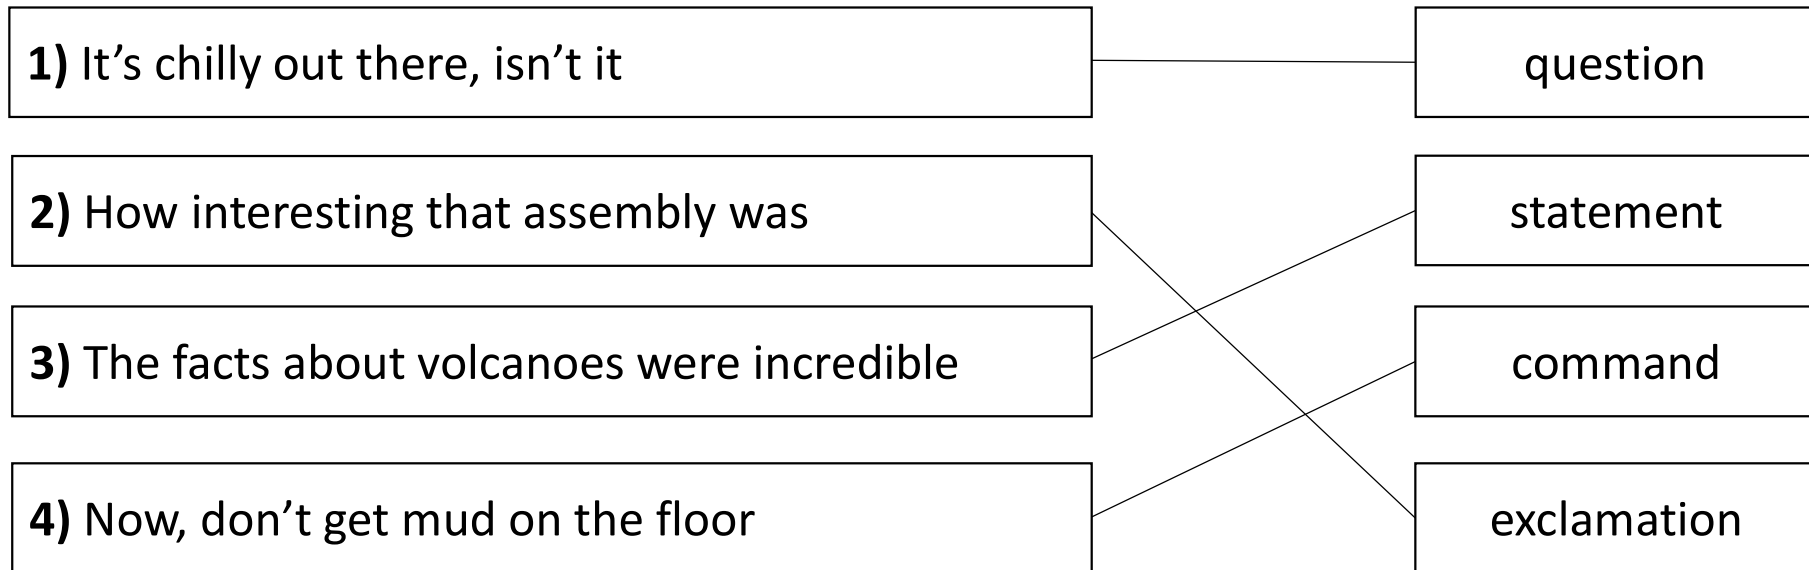 1) It’s chilly out there, isn’t it
question
2) How interesting that assembly was
statement
3) The facts about volcanoes were incredible
command
4) Now, don’t get mud on the floor
exclamation